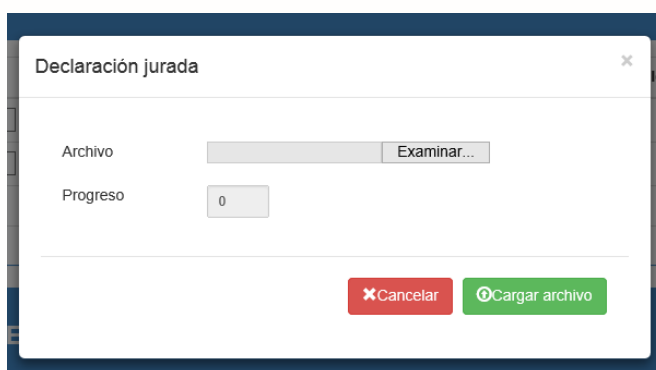 Declaración jurada ×
Archivo Examinar...
Progreso 0
Cancelar Cargar archivo